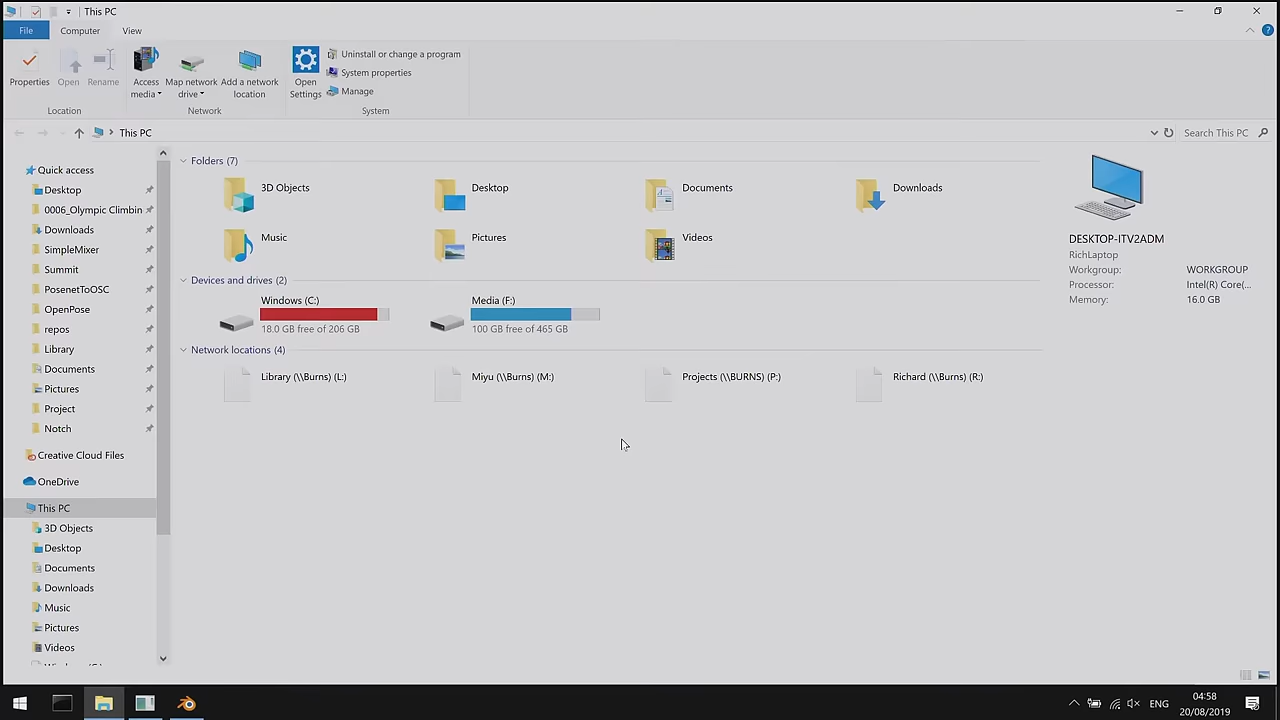 This PC
File Computer View
Properties Open Rename Access media Map network drive Add a network location Open Settings Uninstall or change a program
System properties
Manage
Location Network System
This PC
Search This PC
Quick access
Desktop
0006_Olympic Climbin
Downloads
SimpleMixer
Summit
PosenetToOSC
OpenPose
repos
Library
Documents
Pictures
Project
Notch
Creative Cloud Files
OneDrive
This PC
3D Objects
Desktop
Documents
Downloads
Music
Pictures
Videos
Folders (7)
3D Objects Desktop Documents Downloads
Music Pictures Videos
Devices and drives (2)
Windows (C:) Media (F:)
18.0 GB free of 206 GB 100 GB free of 465 GB
Network locations (4)
Library (\\Burns) (L:) Miyu (\\Burns) (M:) Projects (\\BURNS) (P:) Richard (\\Burns) (R:)
DESKTOP-ITV2ADM
RichLaptop
Workgroup: WORKGROUP
Processor: Intel(R) Core(...
Memory: 16.0 GB
ENG
04:58
20/08/2019